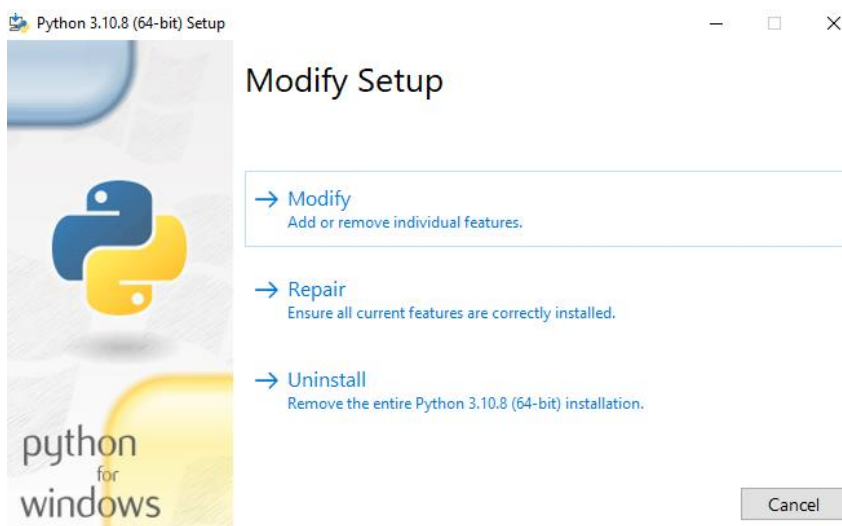 Python 3.10.8 (64-bit) Setup
Modify Setup
Modify
Add or remove individual features.
Repair
Ensure all current features are correctly installed.
Uninstall
Remove the entire Python 3.10.8 (64-bit) installation.
python
for
windows
Cancel